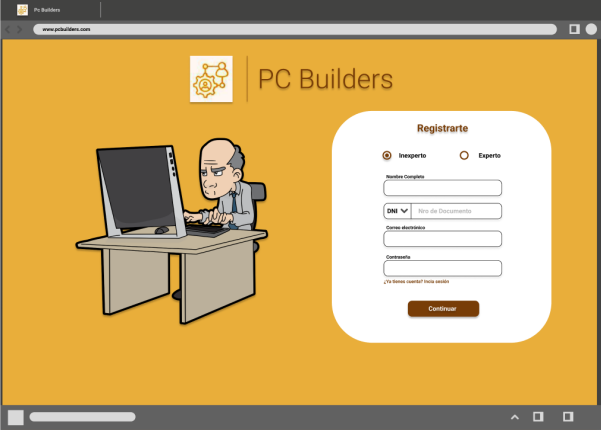 Pc Builders
www.pcbuilders.com
PC Builders
Registrarte
Inexperto
Experto
Nombre Completo
DNI
Nro de Documento
Correo electrónico
Contraseña
¿Ya tienes cuenta? Inicia sesión
Continuar